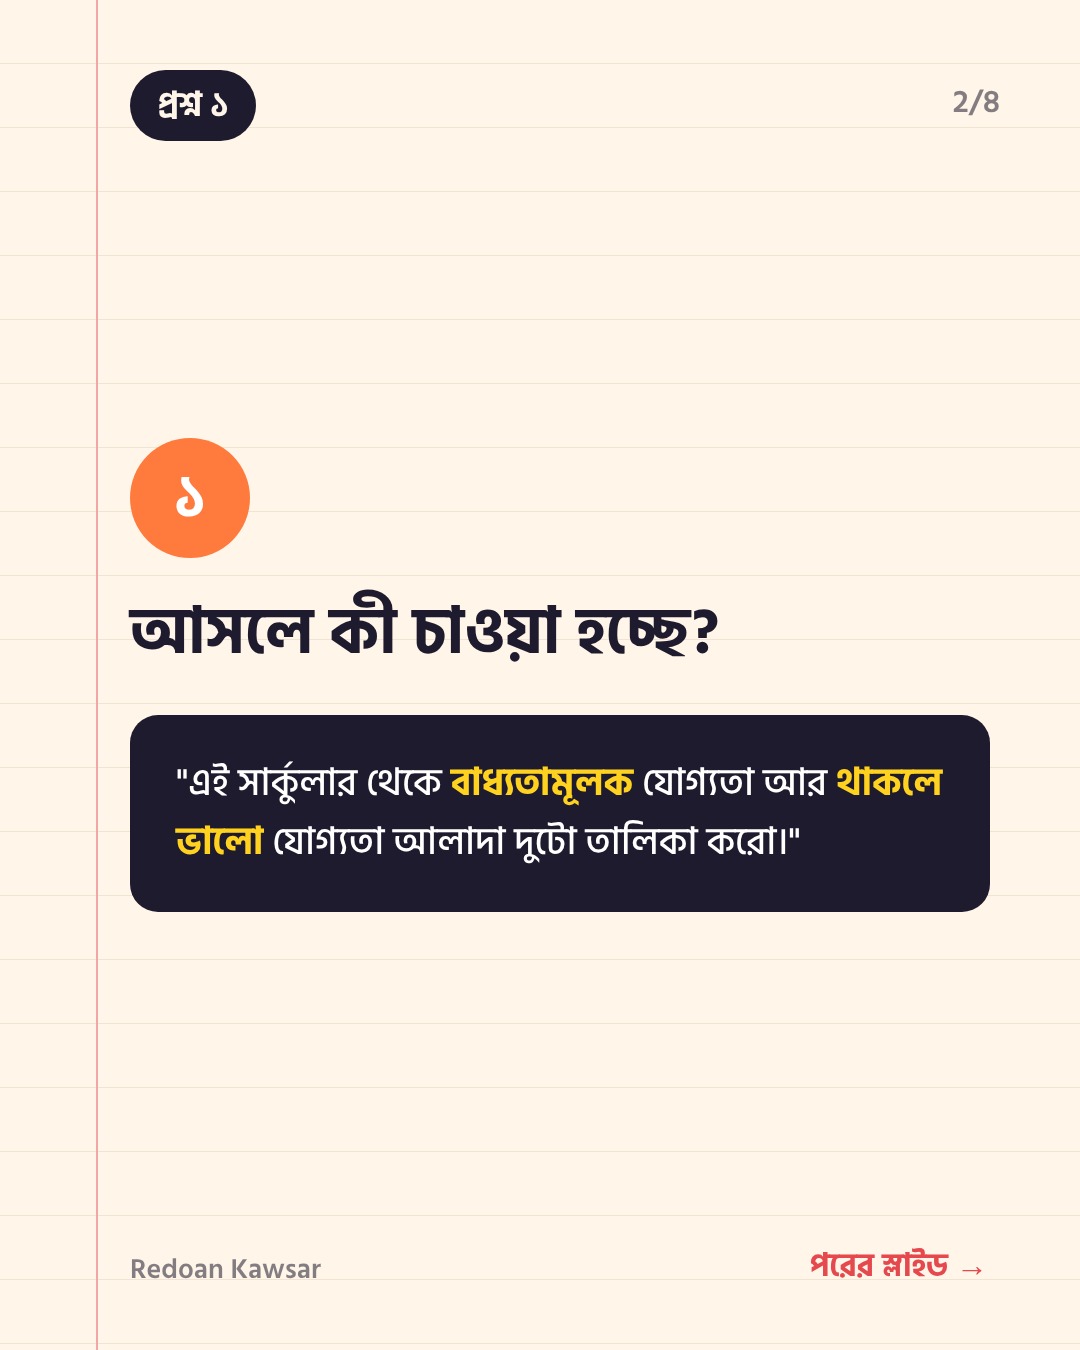 প্রশ্ন ১
2/8
১
আসলে কী চাওয়া হচ্ছে?
"এই সার্কুলার থেকে বাধ্যতামূলক যোগ্যতা আর থাকলে
ভালো যোগ্যতা আলাদা দুটো তালিকা করো।"
Redoan Kawsar
পরের স্লাইড →